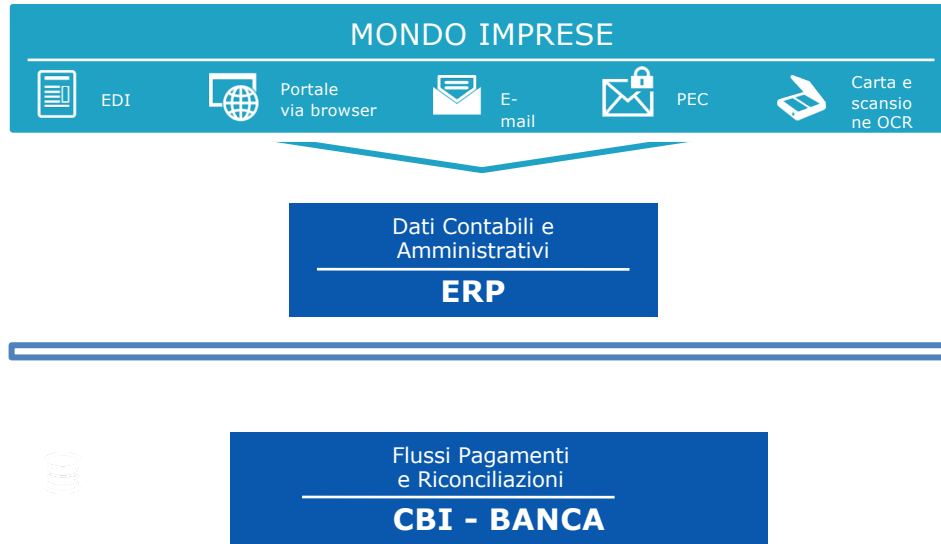 MONDO IMPRESE
EDI
Portale
via browser
E-
mail
PEC
Carta e
scansio
ne OCR
Dati Contabili e
Amministrativi
ERP
Flussi Pagamenti
e Riconciliazioni
CBI - BANCA